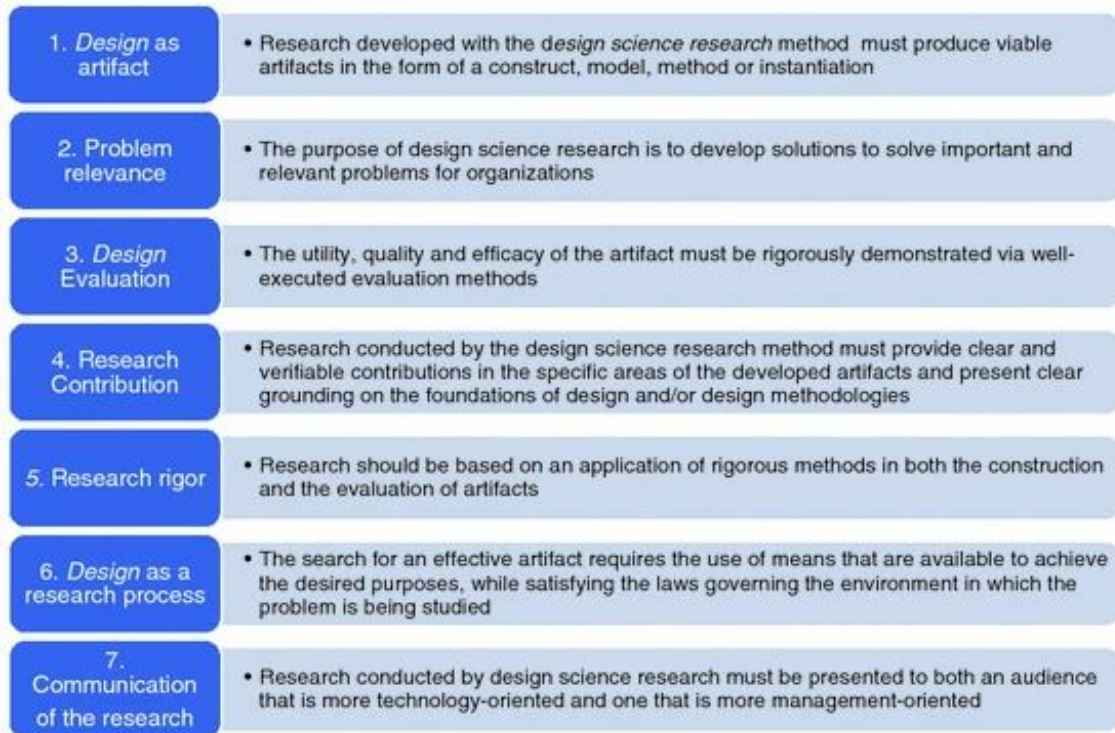 1. Design as
artifact
• Research developed with the design science research method must produce viable
artifacts in the form of a construct, model, method or instantiation
2. Problem
relevance
• The purpose of design science research is to develop solutions to solve important and
relevant problems for organizations
3. Design
Evaluation
• The utility, quality and efficacy of the artifact must be rigorously demonstrated via well-
executed evaluation methods
4. Research
Contribution
• Research conducted by the design science research method must provide clear and
verifiable contributions in the specific areas of the developed artifacts and present clear
grounding on the foundations of design and/or design methodologies
5. Research rigor
• Research should be based on an application of rigorous methods in both the construction
and the evaluation of artifacts
6. Design as a
research process
• The search for an effective artifact requires the use of means that are available to achieve
the desired purposes, while satisfying the laws governing the environment in which the
problem is being studied
7.
Communication
of the research
• Research conducted by design science research must be presented to both an audience
that is more technology-oriented and one that is more management-oriented